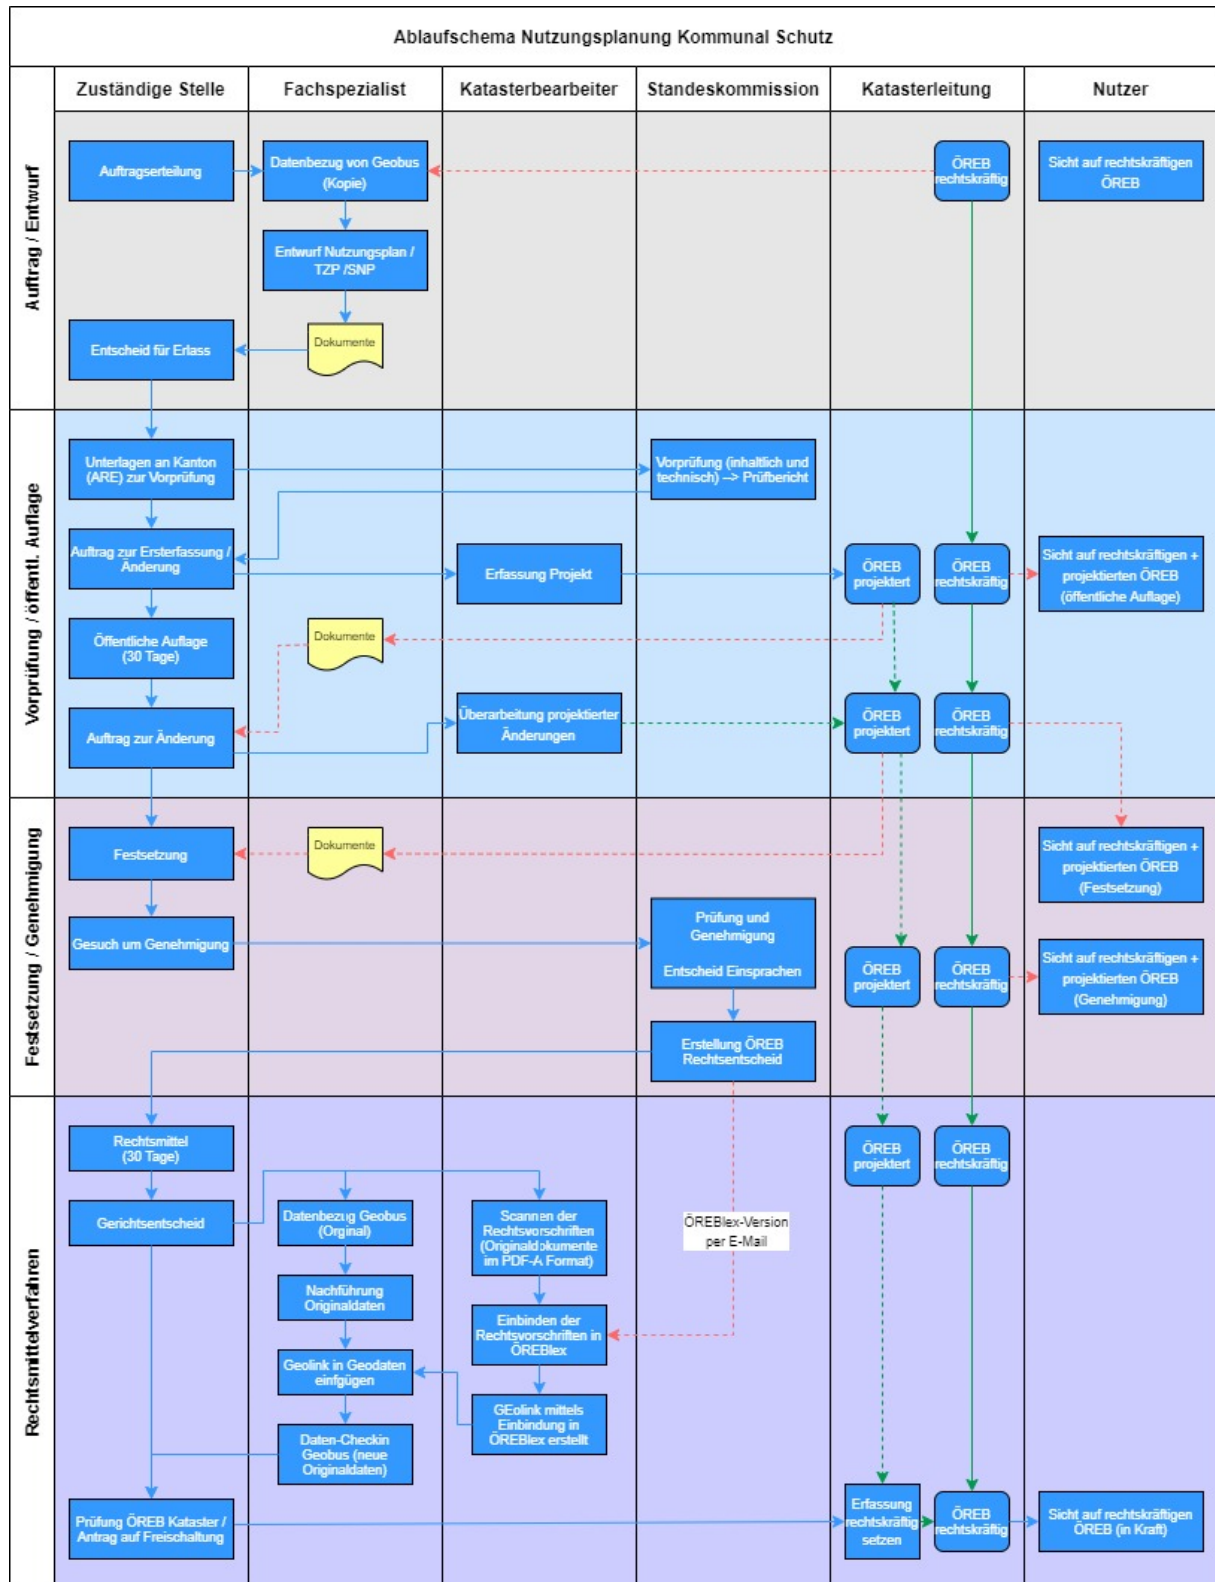 Ablaufschema Nutzungsplanung Kommunal Schutz
Zuständige Stelle
Fachspezialist
Katasterbearbeiter
Standeskommission
Katasterleitung
Nutzer
Auftrag / Entwurf
Auftragserteilung
Datenbezug von Geobus
(Kopie)
ÖREB
rechtskräftig
Sicht auf rechtskräftigen
ÖREB
Entwurf Nutzungsplan /
TZP /SNP
Entscheid für Erlass
Dokumente
Vorprüfung / öffentl. Auflage
Unterlagen an Kanton
(ARE) zur Vorprüfung
Vorprüfung (inhaltlich und
technisch) --> Prüfbericht
Auftrag zur Ersterfassung /
Änderung
Erfassung Projekt
ÖREB
projektert
ÖREB
rechtskräftig
Sicht auf rechtskräftigen +
projektierten ÖREB
(öffentliche Auflage)
Öffentliche Auflage
(30 Tage)
Dokumente
Auftrag zur Änderung
Überarbeitung projektierter
Änderungen
ÖREB
projektert
ÖREB
rechtskräftig
Festsetzung / Genehmigung
Festsetzung
Dokumente
Sicht auf rechtskräftigen +
projektierten ÖREB
(Festsetzung)
Gesuch um Genehmigung
Prüfung und
Genehmigung
Entscheid Einsprachen
ÖREB
projektert
ÖREB
rechtskräftig
Sicht auf rechtskräftigen +
projektierten ÖREB
(Genehmigung)
Erstellung ÖREB
Rechtsentscheid
Rechtsmittelverfahren
Rechtsmittel
(30 Tage)
ÖREB
projektert
ÖREB
rechtskräftig
Gerichtsentscheid
Datenbezug Geobus
(Orginal)
Scannen der
Rechtsvorschriften
(Originaldokumente
im PDF-A Format)
ÖREBlex-Version
per E-Mail
Nachführung
Originaldaten
Einbinden der
Rechtsvorschriften in
ÖREBlex
Geolink in Geodaten
einfgügen
GEolink mittels
Einbindung in
ÖREBlex erstellt
Daten-Checkin
Geobus (neue
Originaldaten)
Prüfung ÖREB Kataster /
Antrag auf Freischaltung
Erfassung
rechtskräftig
setzen
ÖREB
rechtskräftig
Sicht auf rechtskräftigen
ÖREB (in Kraft)